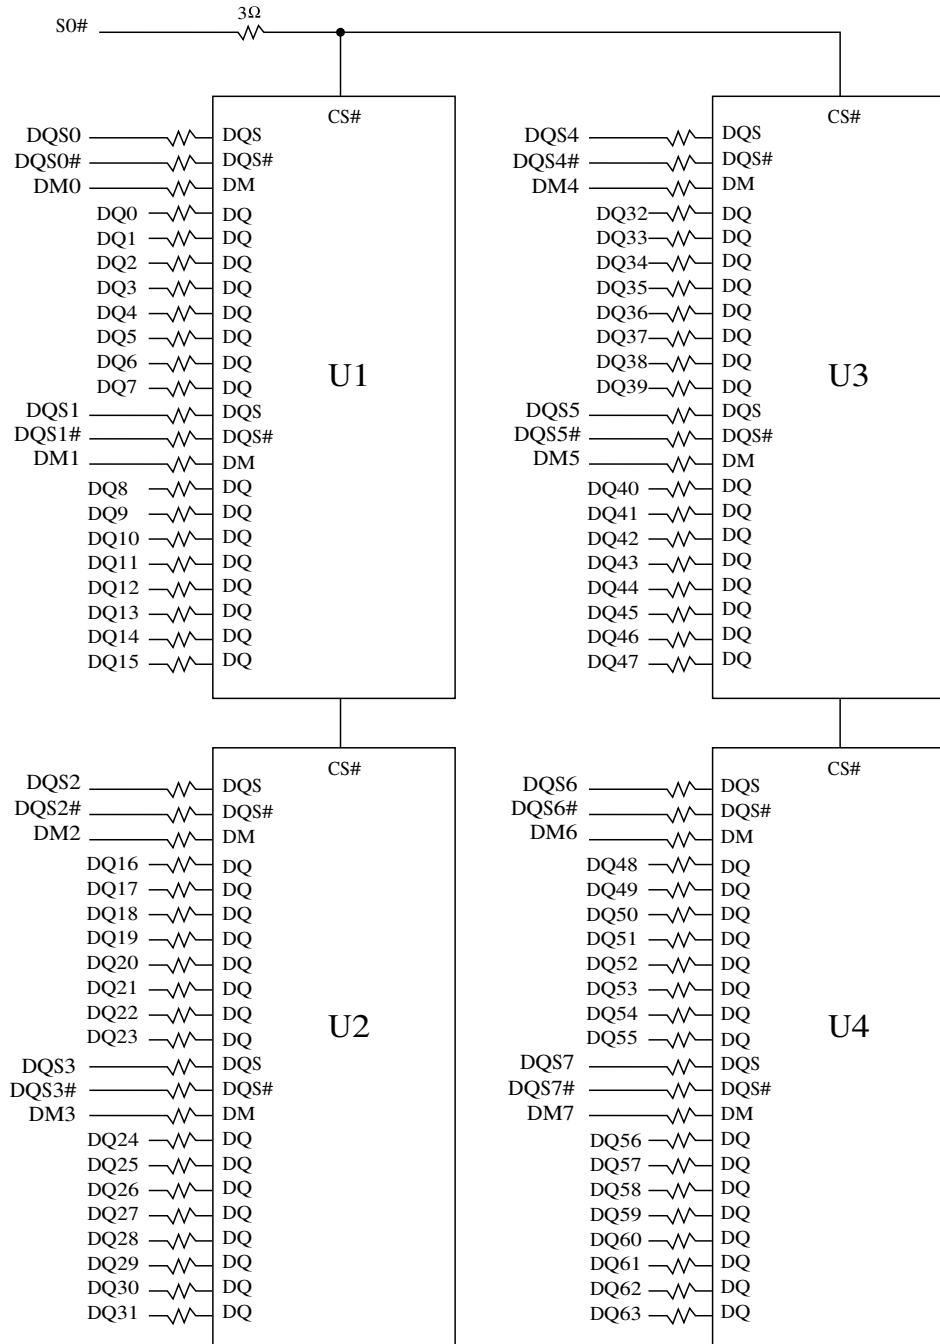 3Ω
S0#
CS#
DQS0 DQS
DQS0# DQS#
DM0 DM
DQ0 DQ
DQ1 DQ
DQ2 DQ
DQ3 DQ
DQ4 DQ
DQ5 DQ
DQ6 DQ
DQ7 DQ
U1
DQS1 DQS
DQS1# DQS#
DM1 DM
DQ8 DQ
DQ9 DQ
DQ10 DQ
DQ11 DQ
DQ12 DQ
DQ13 DQ
DQ14 DQ
DQ15 DQ
CS#
DQS4 DQS
DQS4# DQS#
DM4 DM
DQ32 DQ
DQ33 DQ
DQ34 DQ
DQ35 DQ
DQ36 DQ
DQ37 DQ
DQ38 DQ
DQ39 DQ
U3
DQS5 DQS
DQS5# DQS#
DM5 DM
DQ40 DQ
DQ41 DQ
DQ42 DQ
DQ43 DQ
DQ44 DQ
DQ45 DQ
DQ46 DQ
DQ47 DQ
CS#
DQS2 DQS
DQS2# DQS#
DM2 DM
DQ16 DQ
DQ17 DQ
DQ18 DQ
DQ19 DQ
DQ20 DQ
DQ21 DQ
DQ22 DQ
DQ23 DQ
U2
DQS3 DQS
DQS3# DQS#
DM3 DM
DQ24 DQ
DQ25 DQ
DQ26 DQ
DQ27 DQ
DQ28 DQ
DQ29 DQ
DQ30 DQ
DQ31 DQ
CS#
DQS6 DQS
DQS6# DQS#
DM6 DM
DQ48 DQ
DQ49 DQ
DQ50 DQ
DQ51 DQ
DQ52 DQ
DQ53 DQ
DQ54 DQ
DQ55 DQ
U4
DQS7 DQS
DQS7# DQS#
DM7 DM
DQ56 DQ
DQ57 DQ
DQ58 DQ
DQ59 DQ
DQ60 DQ
DQ61 DQ
DQ62 DQ
DQ63 DQ